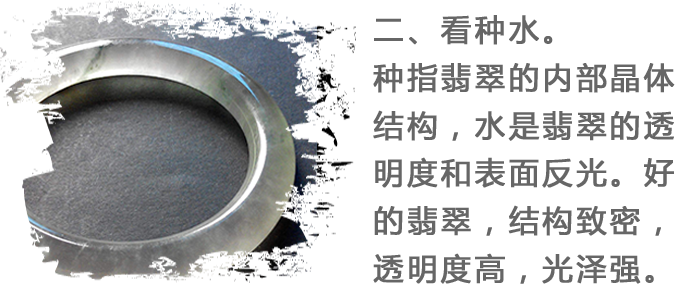 二、看种水。
种指翡翠的内部晶体
结构，水是翡翠的透
明度和表面反光。好
的翡翠，结构致密，
透明度高，光泽强。